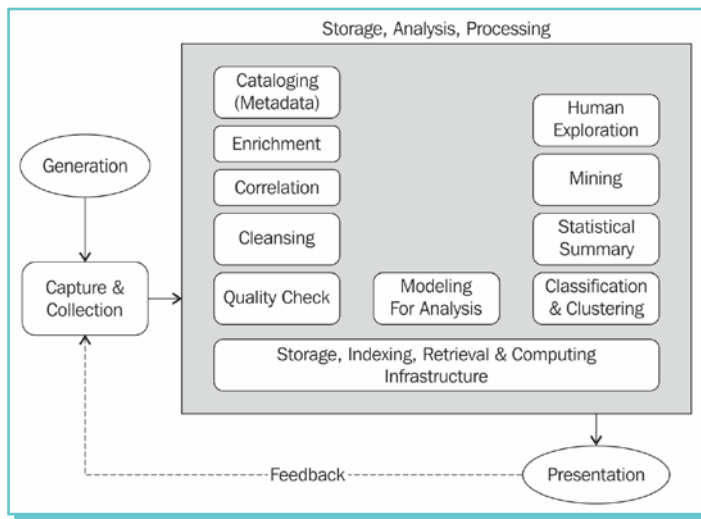 Storage, Analysis, Processing
Cataloging
(Metadata)
Enrichment
Correlation
Cleansing
Quality Check
Modeling
For Analysis
Human
Exploration
Mining
Statistical
Summary
Classification
& Clustering
Storage, Indexing, Retrieval & Computing
Infrastructure
Generation
Capture &
Collection
Feedback
Presentation